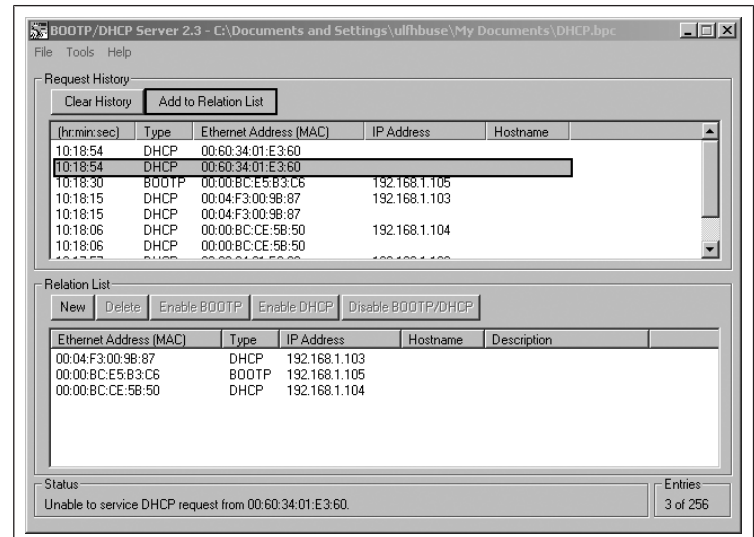 BOOTP/DHCP Server 2.3 - C:\Documents and Settings\ulfhbuse\My Documents\DHCP.bpc
File Tools Help
Request History
Clear History Add to Relation List
(hr:min:sec) Type Ethernet Address (MAC) IP Address Hostname
10:18:54 DHCP 00:60:34:01:E3:60
10:18:54 DHCP 00:60:34:01:E3:60
10:18:30 BOOTP 00:00:BC:E5:B3:C6 192.168.1.105
10:18:15 DHCP 00:04:F3:00:9B:87 192.168.1.103
10:18:15 DHCP 00:04:F3:00:9B:87
10:18:06 DHCP 00:00:BC:CE:5B:50 192.168.1.104
10:18:06 DHCP 00:00:BC:CE:5B:50
Relation List
New Delete Enable BOOTP Enable DHCP Disable BOOTP/DHCP
Ethernet Address (MAC) Type IP Address Hostname Description
00:04:F3:00:9B:87 DHCP 192.168.1.103
00:00:BC:E5:B3:C6 BOOTP 192.168.1.105
00:00:BC:CE:5B:50 DHCP 192.168.1.104
Status
Unable to service DHCP request from 00:60:34:01:E3:60.
Entries
3 of 256